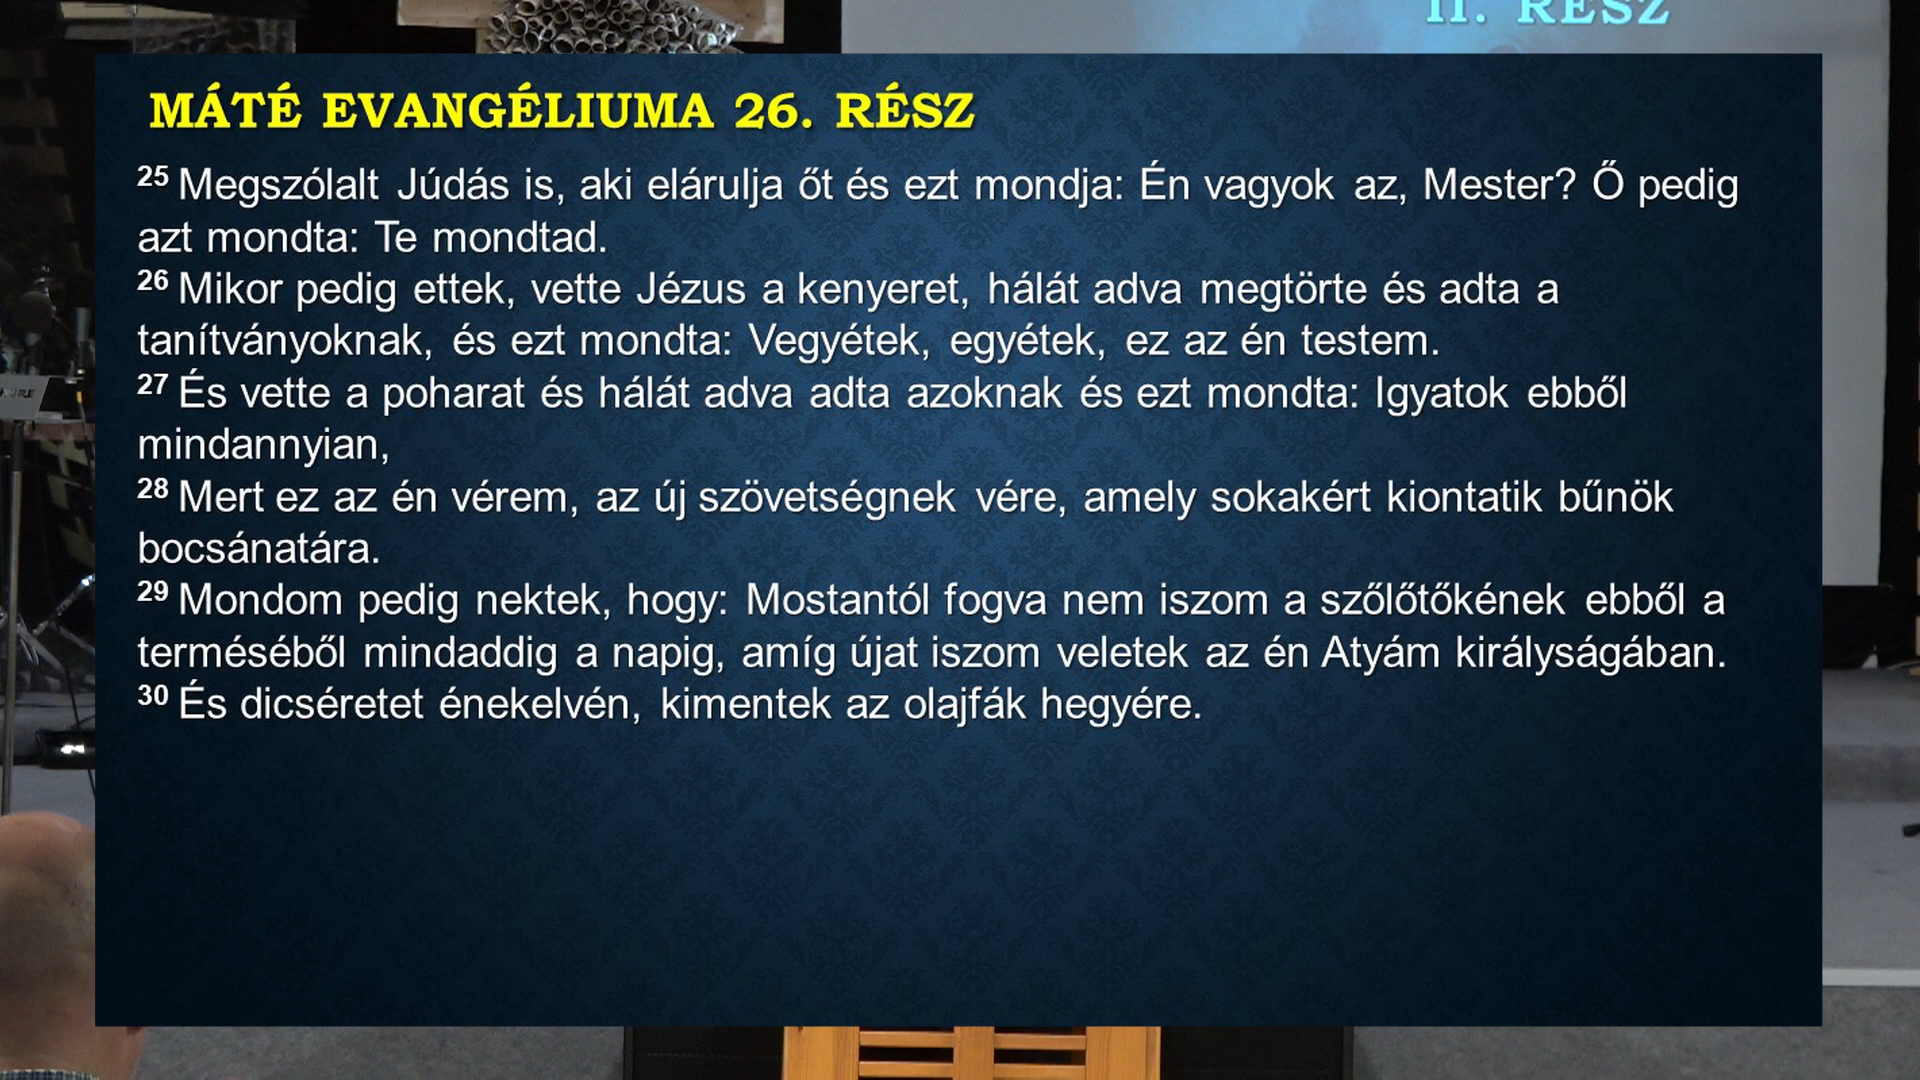 II. RÉSZ
MÁTÉ EVANGÉLIUMA 26. RÉSZ
25 Megszólalt Júdás is, aki elárulja őt és ezt mondja: Én vagyok az, Mester? Ő pedig
azt mondta: Te mondtad.
26 Mikor pedig ettek, vette Jézus a kenyeret, hálát adva megtörte és adta a
tanítványoknak, és ezt mondta: Vegyétek, egyétek, ez az én testem.
27 És vette a poharat és hálát adva adta azoknak és ezt mondta: Igyatok ebből
mindannyian,
28 Mert ez az én vérem, az új szövetségnek vére, amely sokakért kiontatik bűnök
bocsánatára.
29 Mondom pedig nektek, hogy: Mostantól fogva nem iszom a szőlőtőkének ebből a
terméséből mindaddig a napig, amíg újat iszom veletek az én Atyám királyságában.
30 És dicséretet énekelvén, kimentek az olajfák hegyére.